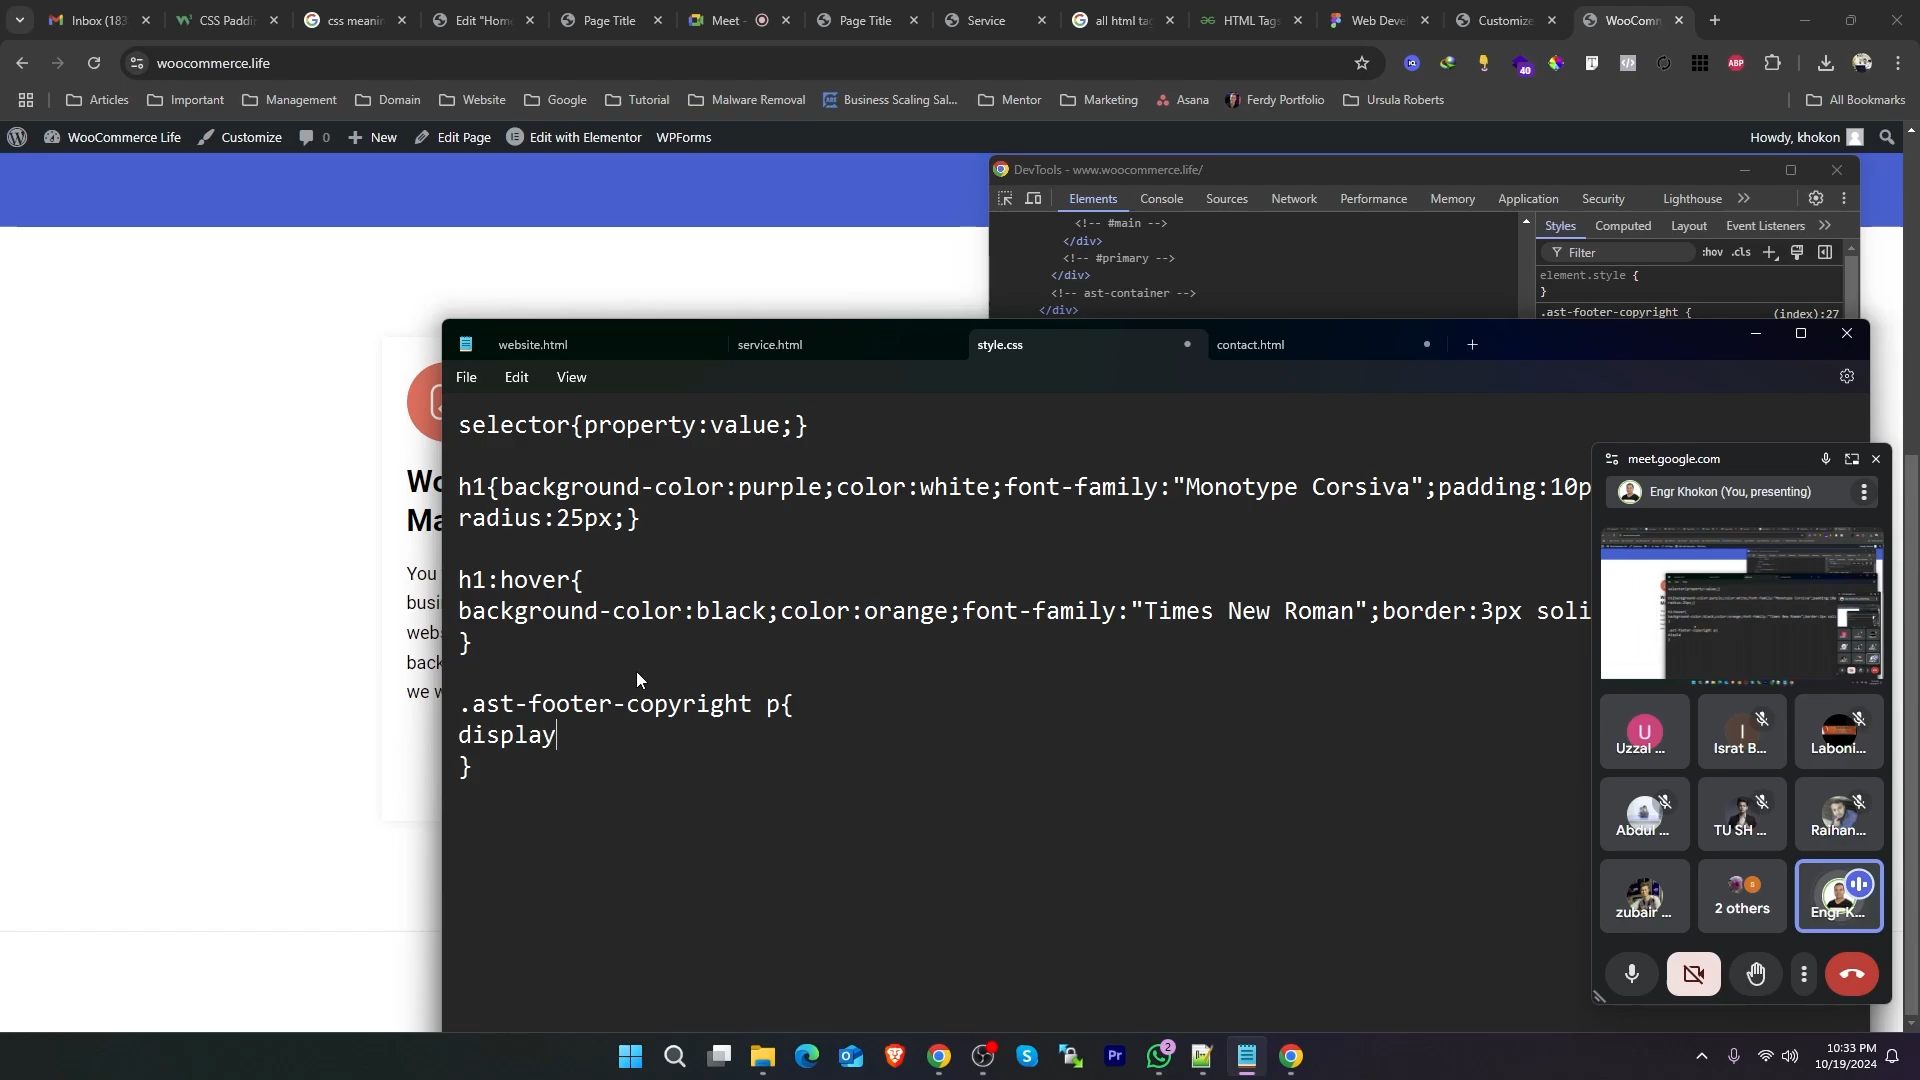 Inbox (183
CSS Paddi
css meani
Edit "Hom
Page Title
Meet -
Page Title
Service
all html ta
HTML Tags
Web Deve
Customize
WooComm
woocommerce.life
40
ABP
Articles
Important
Management
Domain
Website
Google
Tutorial
Malware Removal
Business Scaling Sal...
Mentor
Marketing
Asana
Ferdy Portfolio
Ursula Roberts
All Bookmarks
WooCommerce Life
Customize
0
New
Edit Page
Edit with Elementor
WPForms
Howdy, khokon
DevTools - www.woocommerce.life/
Elements
Console
Sources
Network
Performance
Memory
Application
Security
Lighthouse
<!-- #main -->
</div>
<!-- #primary -->
</div>
<!-- ast-container -->
</div>
Styles
Computed
Layout
Event Listeners
Filter
:hov
.cls
element.style {
}
.ast-footer-copyright {
(index):27
website.html
service.html
style.css
contact.html
File
Edit
View
selector{property:value;}
h1{background-color:purple;color:white;font-family:"Monotype Corsiva";padding:10p
radius:25px;}
h1:hover{
background-color:black;color:orange;font-family:"Times New Roman";border:3px soli
}
.ast-footer-copyright p{
display
}
Wo
Ma
You
busi
webs
back
we w
meet.google.com
Engr Khokon (You, presenting)
U
Uzzal ...
I
Israt B...
Laboni...
Abdul ...
TU SH ...
Raihan...
zubair ...
S
2 others
Engr K...
Pr
2
10:33 PM
10/19/2024